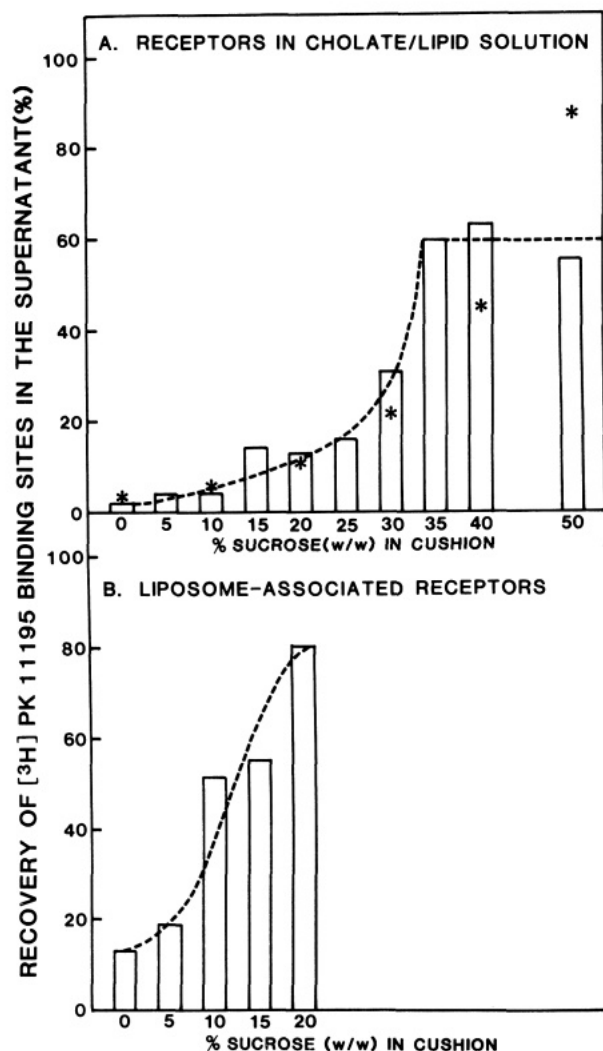 RECOVERY OF [³H] PK 11195 BINDING SITES IN THE SUPERNATANT(%)
A. RECEPTORS IN CHOLATE/LIPID SOLUTION
100
80
60
40
20
0
* * * * * *
0 5 10 15 20 25 30 35 40 50
% SUCROSE(w/w) IN CUSHION
B. LIPOSOME-ASSOCIATED RECEPTORS
100
80
60
40
20
0
0 5 10 15 20
% SUCROSE (w/w) IN CUSHION